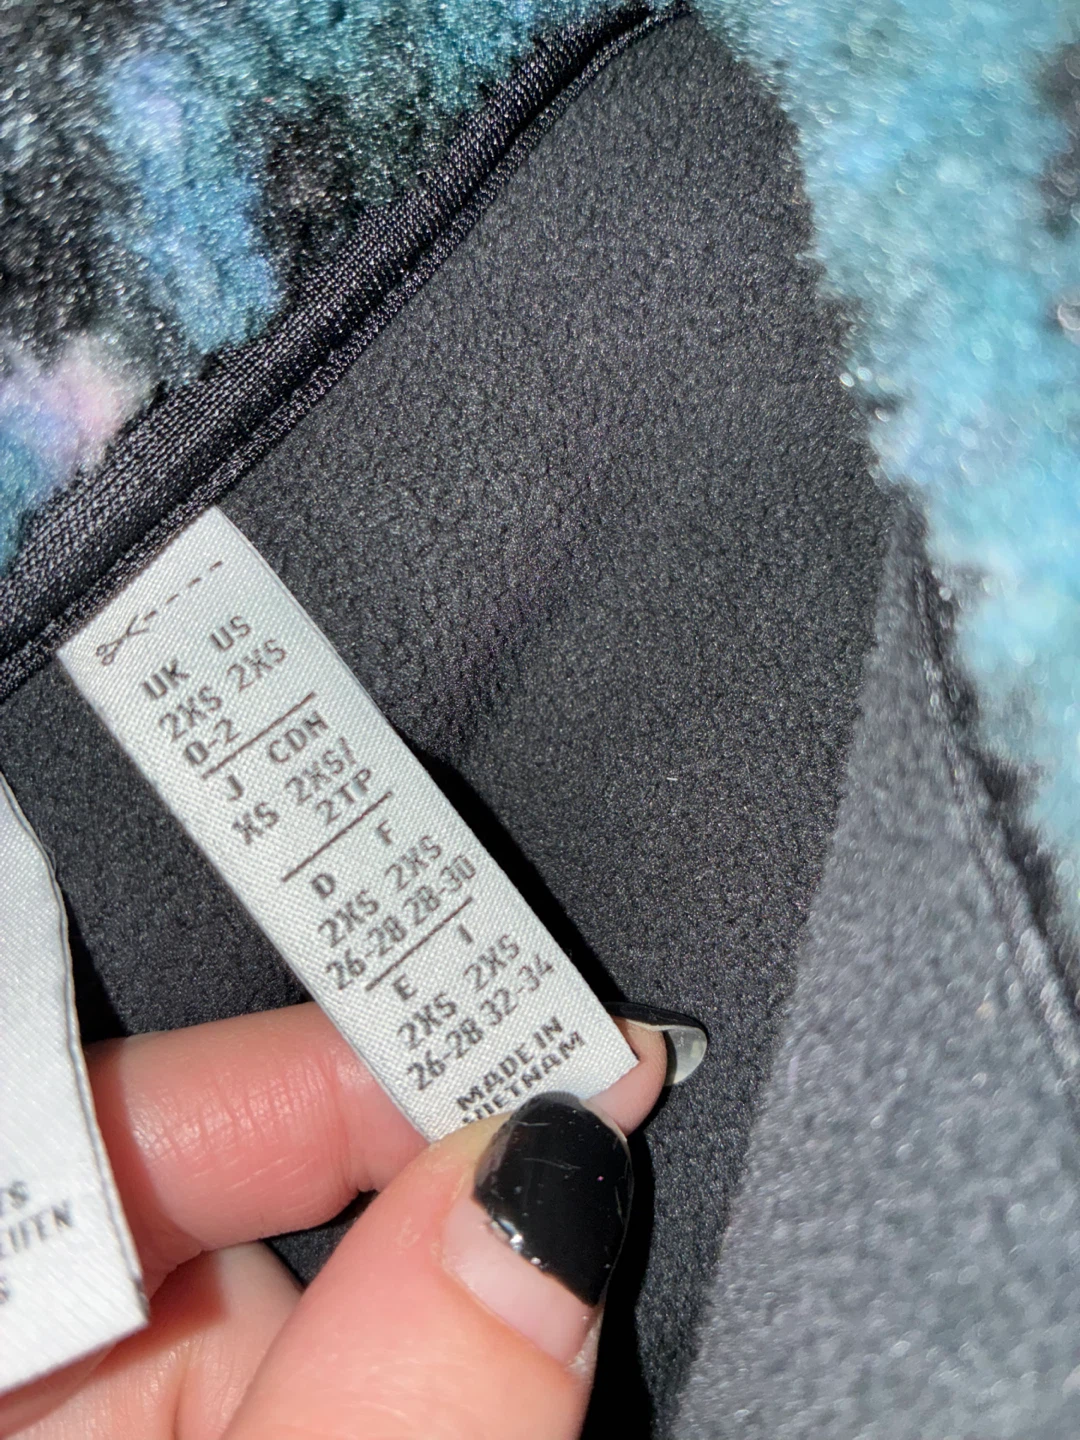 UK US
2XS 2XS
0-2
J CDN
XS 2XS/
2TP
D F
2XS 2XS
26-28 28-30
E I
2XS 2XS
26-28 32-34
MADE IN
VIETNAM